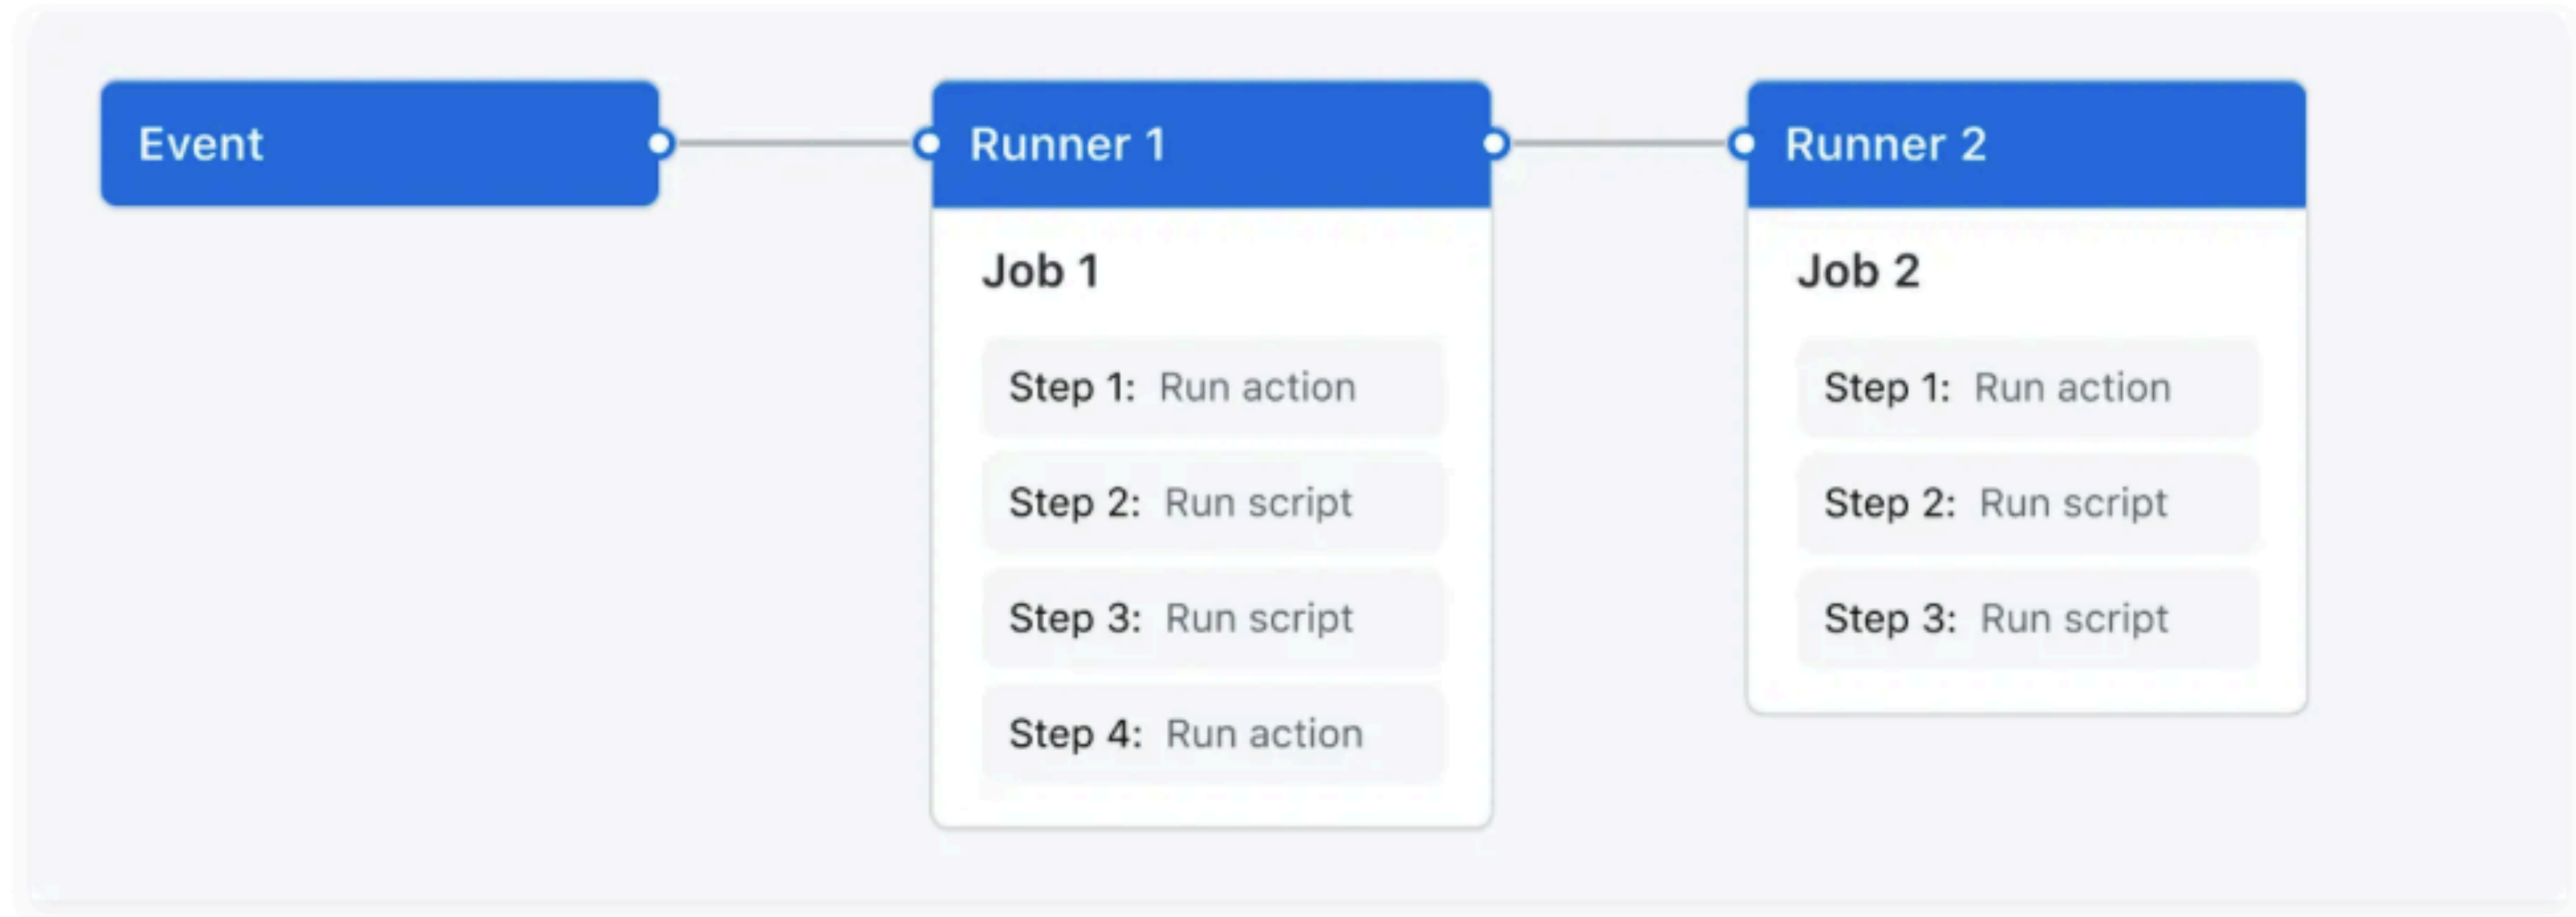 Event
Runner 1
Job 1
Step 1: Run action
Step 2: Run script
Step 3: Run script
Step 4: Run action
Runner 2
Job 2
Step 1: Run action
Step 2: Run script
Step 3: Run script